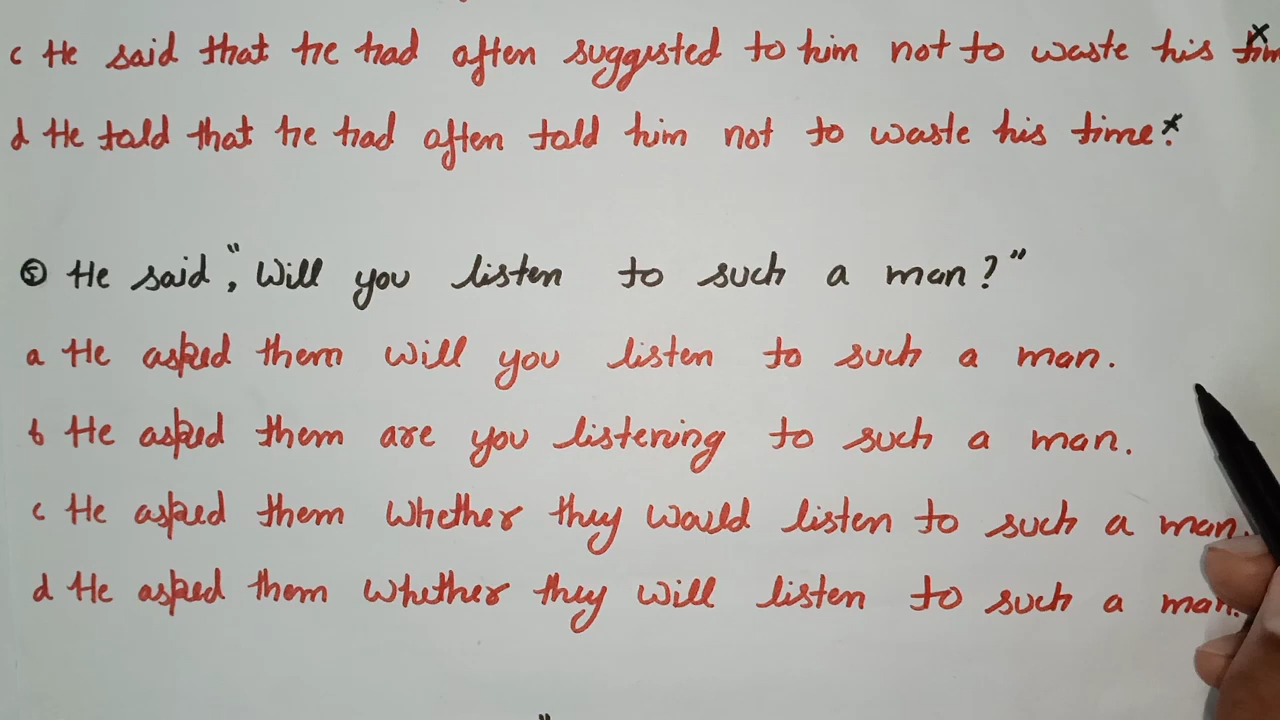 c He said that he had often suggested to him not to waste his tim
d He told that he had often told him not to waste his time.
⑤ He said, "Will you listen to such a man?"
a He asked them will you listen to such a man.
b He asked them are you listening to such a man.
c He asked them whether they would listen to such a man.
d He asked them whether they will listen to such a man.